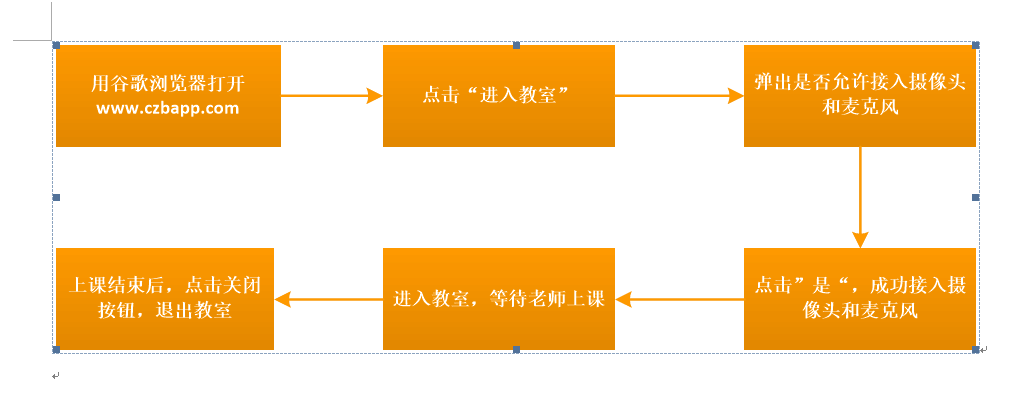 用谷歌浏览器打开
www.czbapp.com
点击“进入教室”
弹出是否允许接入摄像头
和麦克风
点击”是“，成功接入摄
像头和麦克风
进入教室，等待老师上课
上课结束后，点击关闭
按钮，退出教室